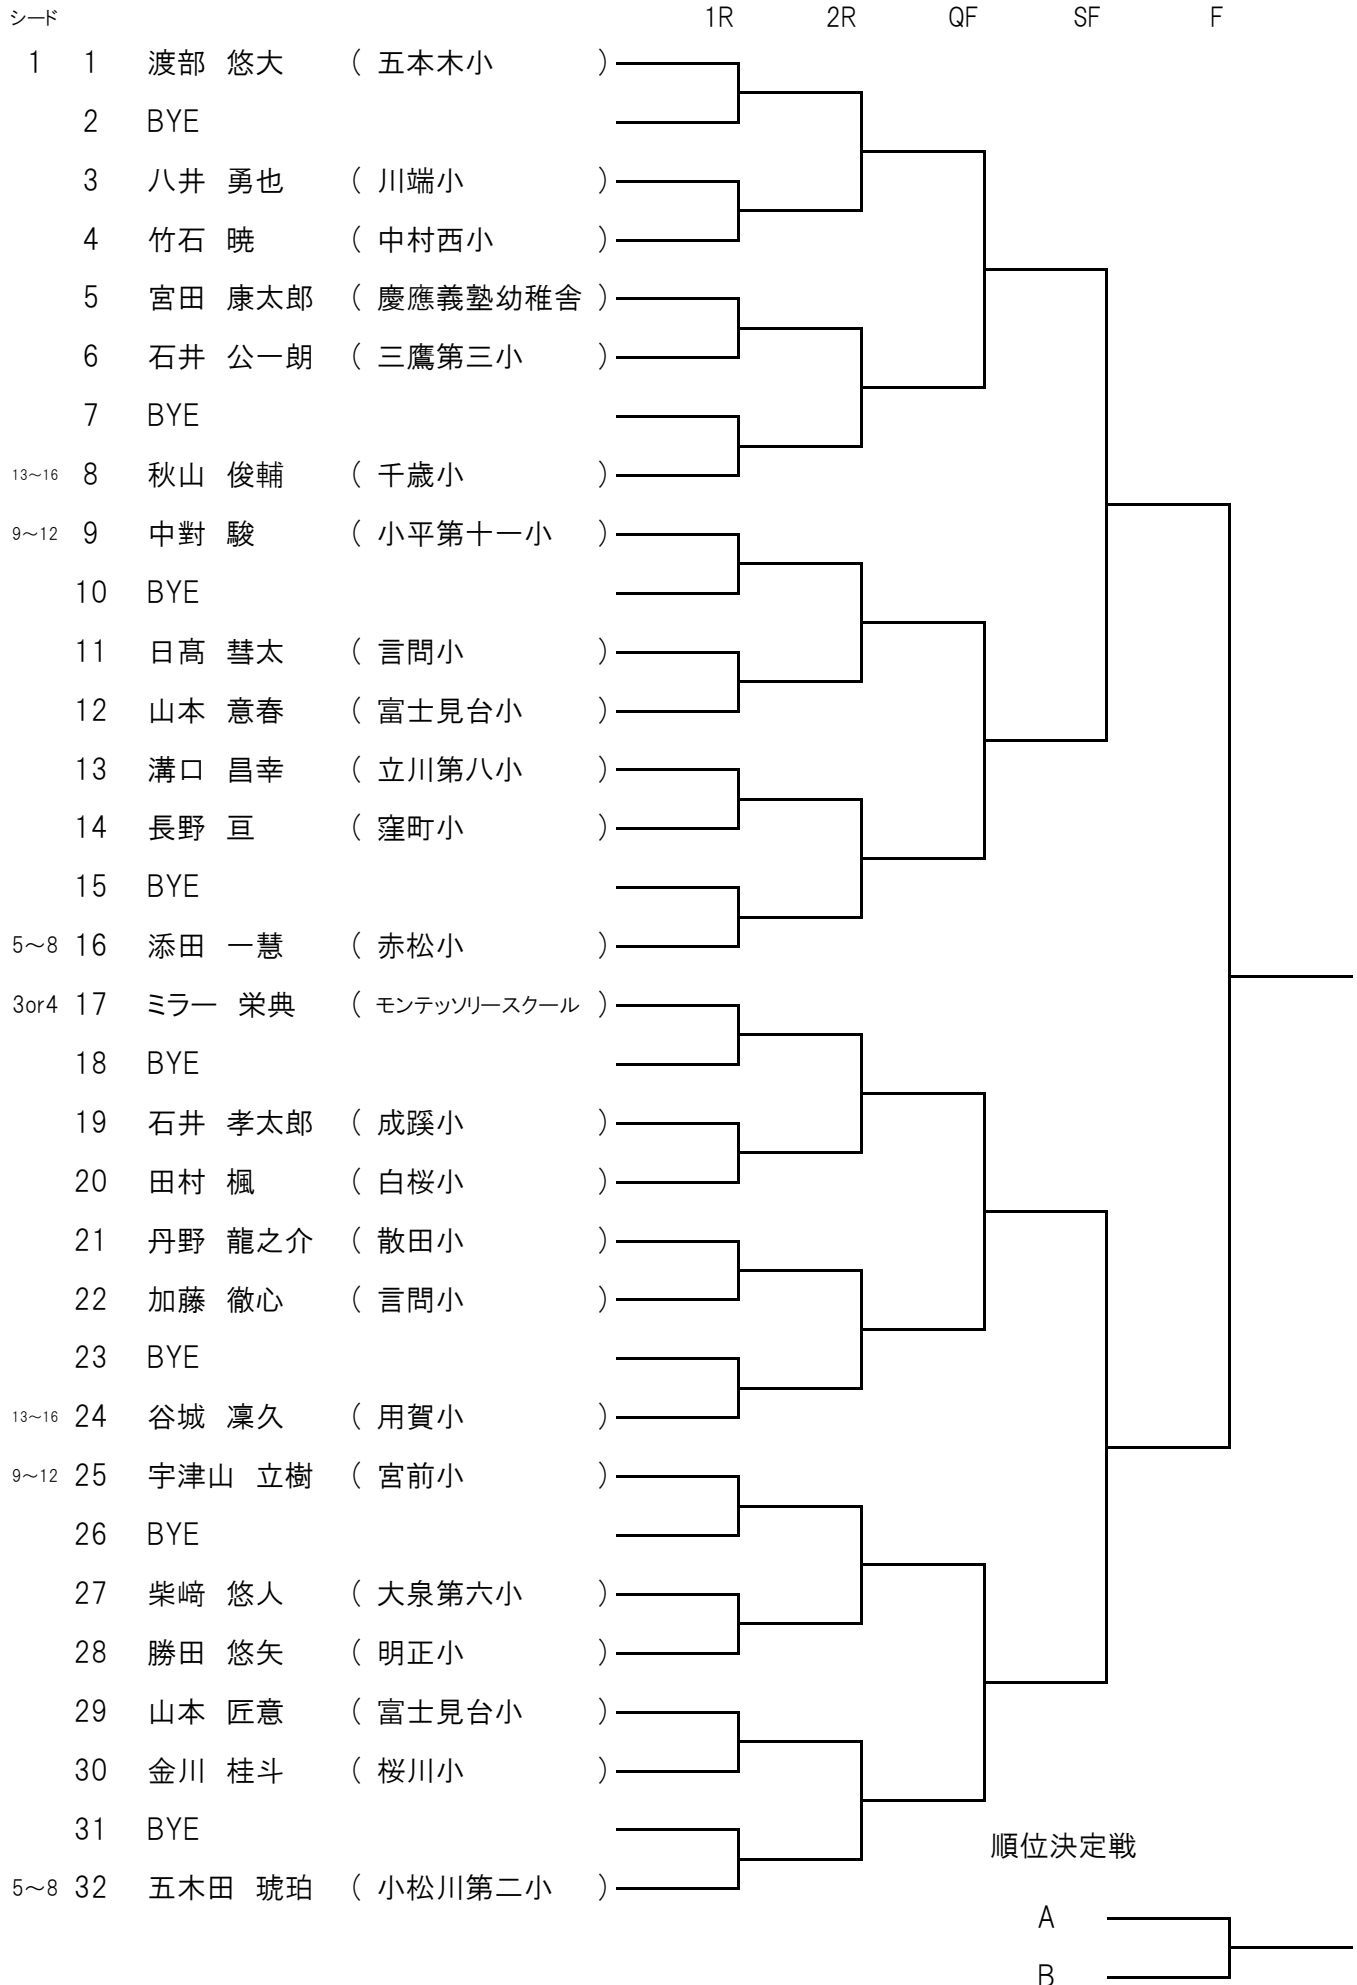 シード 1R 2R QF SF F
1 1 渡部 悠大 ( 五本木小 )
2 BYE
3 八井 勇也 ( 川端小 )
4 竹石 暁 ( 中村西小 )
5 宮田 康太郎 ( 慶應義塾幼稚舎 )
6 石井 公一朗 ( 三鷹第三小 )
7 BYE
13～16 8 秋山 俊輔 ( 千歳小 )
9～12 9 中對 駿 ( 小平第十一小 )
10 BYE
11 日髙 彗太 ( 言問小 )
12 山本 意春 ( 富士見台小 )
13 溝口 昌幸 ( 立川第八小 )
14 長野 亘 ( 窪町小 )
15 BYE
5～8 16 添田 一慧 ( 赤松小 )
3or4 17 ミラー 栄典 ( モンテッソリースクール )
18 BYE
19 石井 孝太郎 ( 成蹊小 )
20 田村 楓 ( 白桜小 )
21 丹野 龍之介 ( 散田小 )
22 加藤 徹心 ( 言問小 )
23 BYE
13～16 24 谷城 凜久 ( 用賀小 )
9～12 25 宇津山 立樹 ( 宮前小 )
26 BYE
27 柴﨑 悠人 ( 大泉第六小 )
28 勝田 悠矢 ( 明正小 )
29 山本 匠意 ( 富士見台小 )
30 金川 桂斗 ( 桜川小 )
31 BYE
5～8 32 五木田 琥珀 ( 小松川第二小 )
順位決定戦
A
B